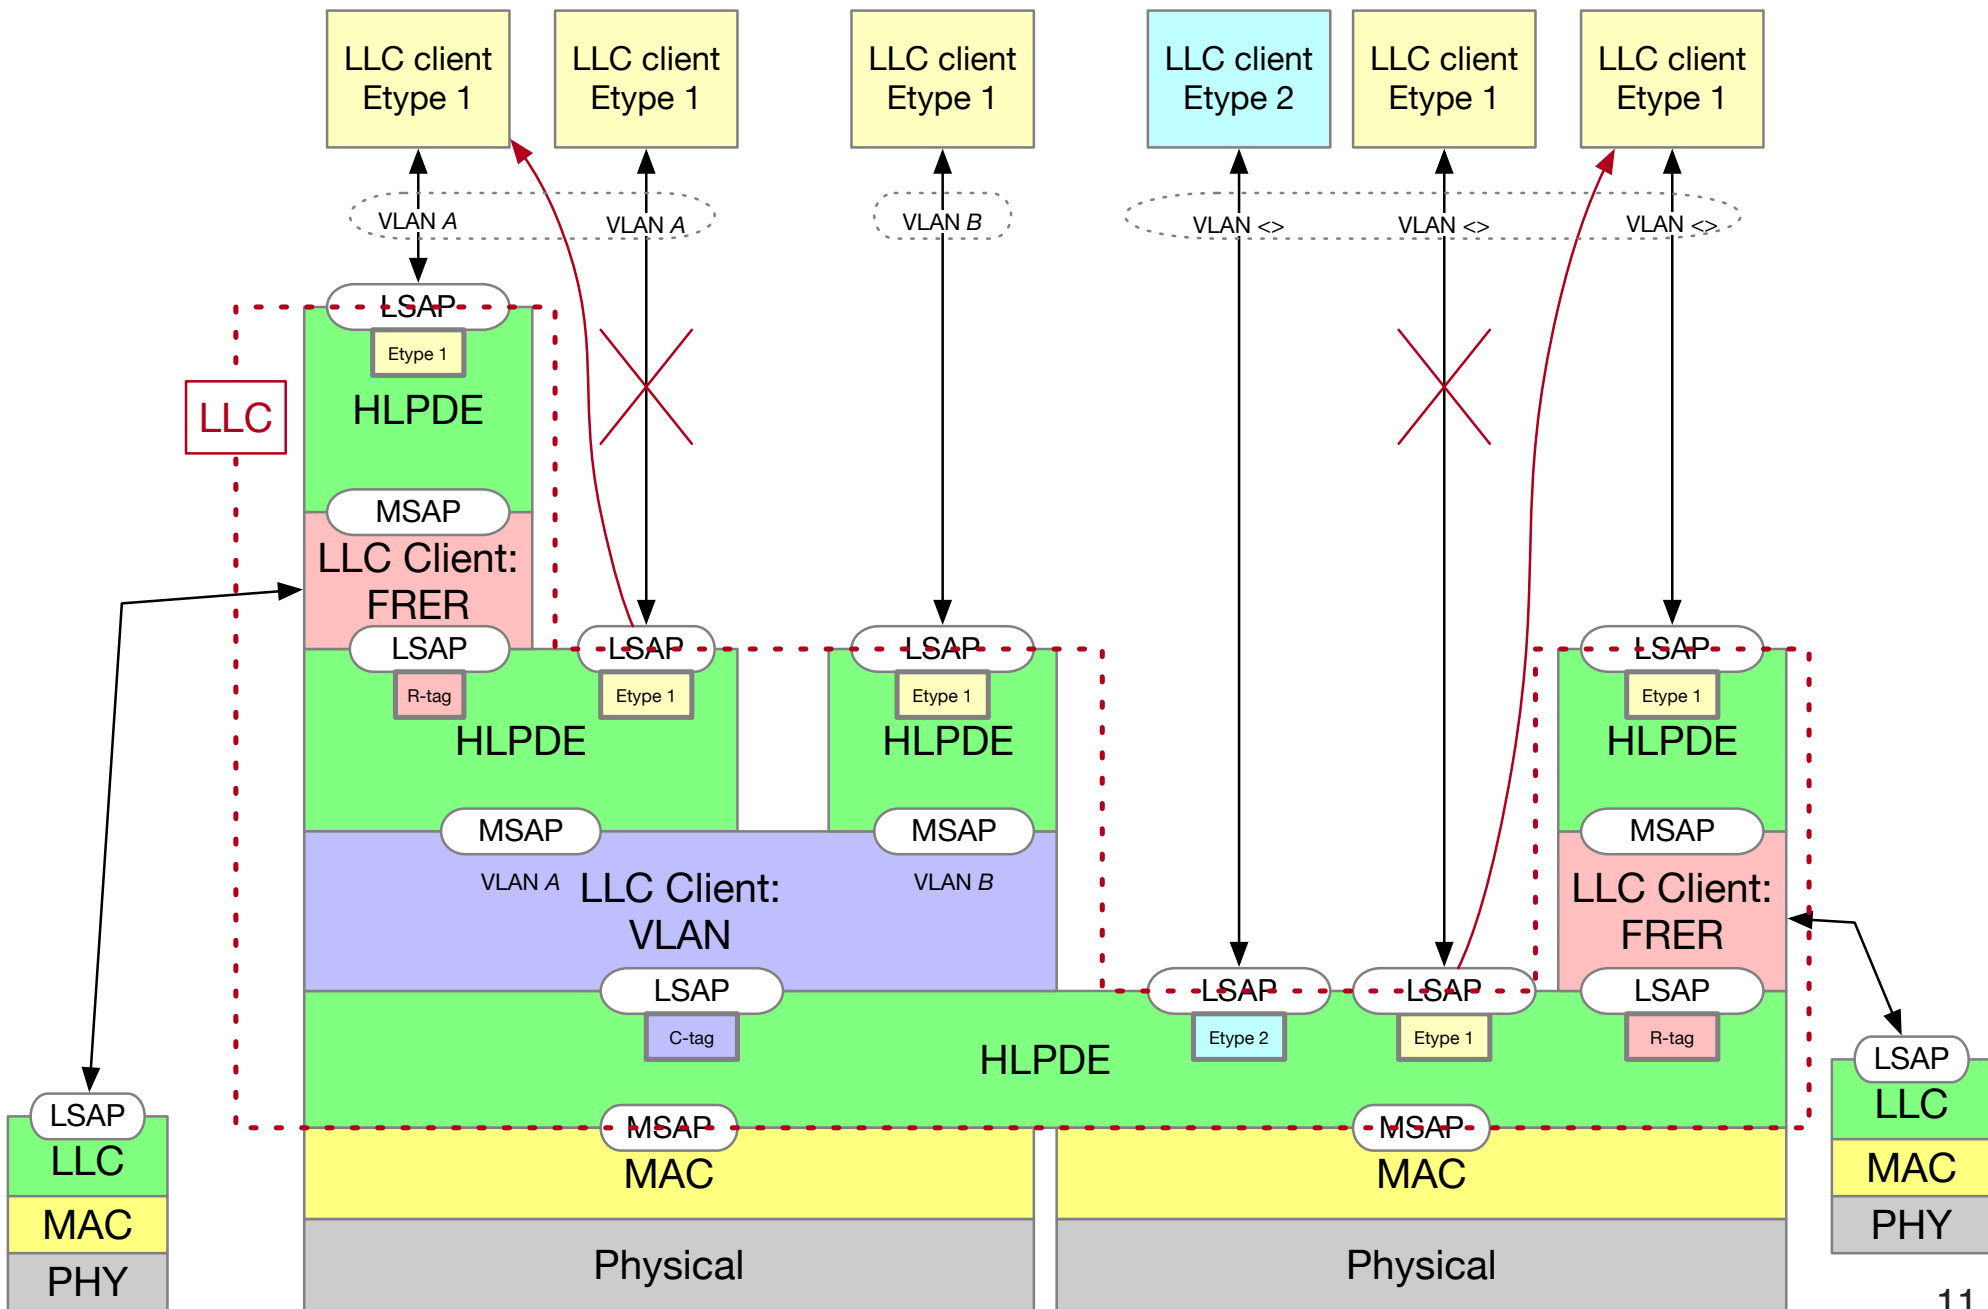 LLC client
Etype 1
LLC client
Etype 1
LLC client
Etype 1
LLC client
Etype 2
LLC client
Etype 1
LLC client
Etype 1
VLAN A
VLAN A
VLAN B
VLAN <>
VLAN <>
VLAN <>
LSAP
Etype 1
HLPDE
LLC
MSAP
LLC Client:
FRER
LSAP
R-tag
LSAP
Etype 1
HLPDE
LSAP
Etype 1
HLPDE
LSAP
Etype 1
HLPDE
MSAP
VLAN A
MSAP
VLAN B
LLC Client:
VLAN
MSAP
LLC Client:
FRER
LSAP
C-tag
LSAP
Etype 2
LSAP
Etype 1
LSAP
R-tag
HLPDE
MSAP
MAC
Physical
MSAP
MAC
Physical
LSAP
LLC
MAC
PHY
LSAP
LLC
MAC
PHY
11